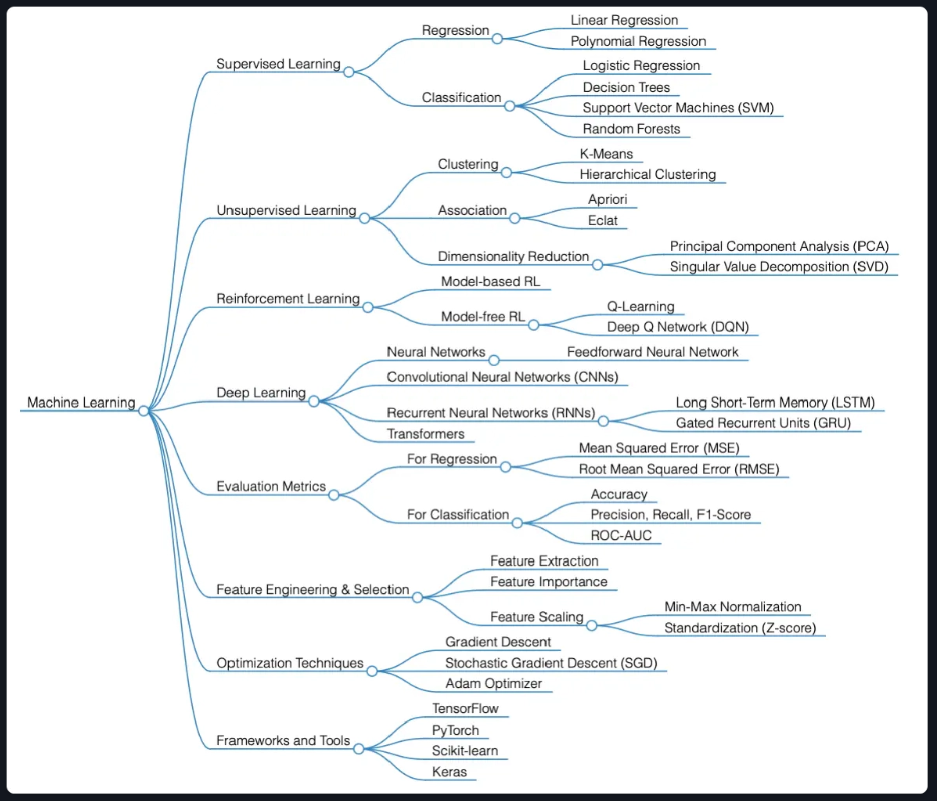 Machine Learning
Supervised Learning
Regression
Linear Regression
Polynomial Regression
Classification
Logistic Regression
Decision Trees
Support Vector Machines (SVM)
Random Forests
Unsupervised Learning
Clustering
K-Means
Hierarchical Clustering
Association
Apriori
Eclat
Dimensionality Reduction
Principal Component Analysis (PCA)
Singular Value Decomposition (SVD)
Reinforcement Learning
Model-based RL
Model-free RL
Q-Learning
Deep Q Network (DQN)
Deep Learning
Neural Networks
Feedforward Neural Network
Convolutional Neural Networks (CNNs)
Recurrent Neural Networks (RNNs)
Long Short-Term Memory (LSTM)
Gated Recurrent Units (GRU)
Transformers
Evaluation Metrics
For Regression
Mean Squared Error (MSE)
Root Mean Squared Error (RMSE)
For Classification
Accuracy
Precision, Recall, F1-Score
ROC-AUC
Feature Engineering & Selection
Feature Extraction
Feature Importance
Feature Scaling
Min-Max Normalization
Standardization (Z-score)
Optimization Techniques
Gradient Descent
Stochastic Gradient Descent (SGD)
Adam Optimizer
Frameworks and Tools
TensorFlow
PyTorch
Scikit-learn
Keras